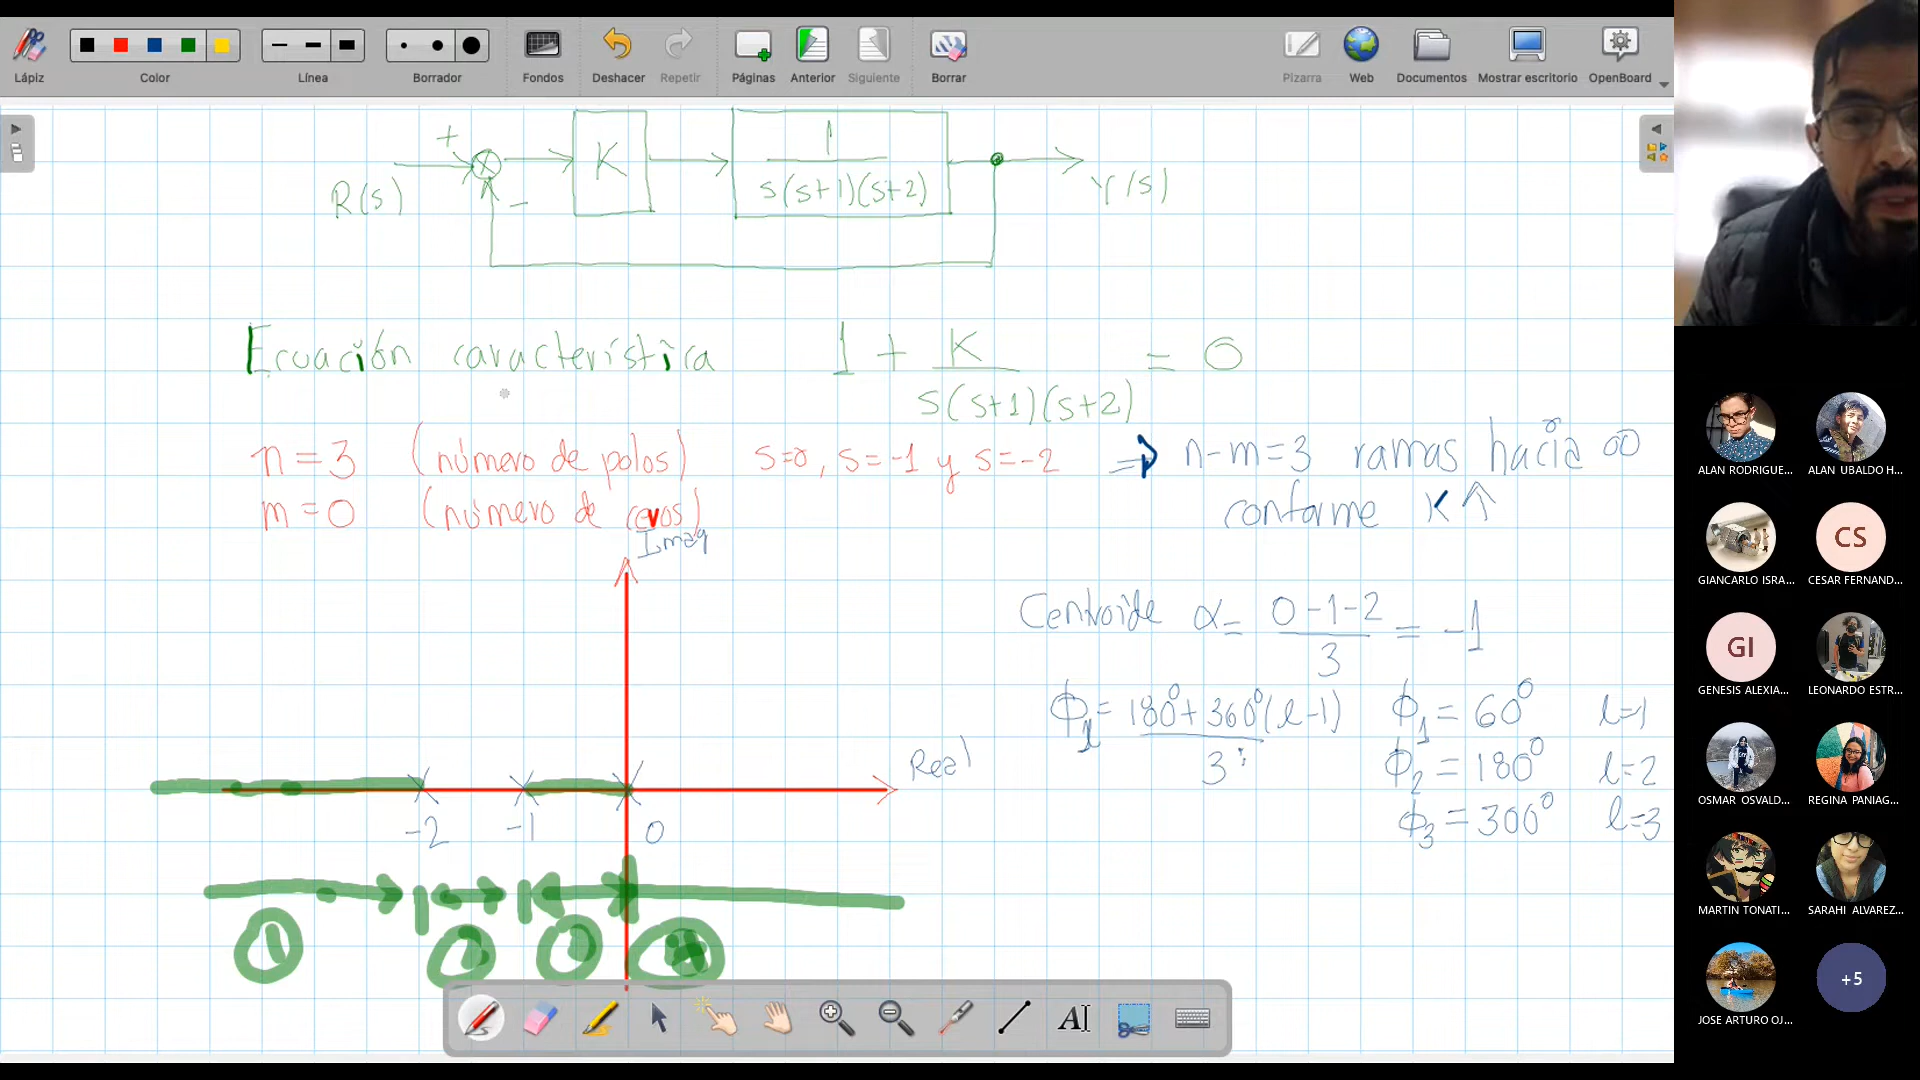 Lápiz
Color
Línea
Borrador
Fondos
Deshacer
Repetir
Páginas
Anterior
Siguiente
Borrar
Pizarra
Web
Documentos
Mostrar escritorio
OpenBoard
+
R(s)
-
K
1
s(s+1)(s+2)
Y(s)
Ecuación característica 1 + K / s(s+1)(s+2) = 0
n=3 (número de polos) s=0, s=-1 y s=-2 ⇒ n-m=3 ramas hacia ∞
m=0 (número de ceros) conforme K↑
Imag
Centroide α= 0-1-2 / 3 = -1
ϕl= 180°+360°(l-1) / 3 ϕ1=60° l=1
ϕ2=180° l=2
ϕ3=300° l=3
Real
-2 -1 0
1
ALAN RODRIGUE...
ALAN UBALDO H...
GIANCARLO ISRA...
CS
CESAR FERNAND...
GI
GENESIS ALEXIA...
LEONARDO ESTR...
OSMAR OSVALD...
REGINA PANIAG...
MARTIN TONATI...
SARAHI ALVAREZ...
JOSE ARTURO OJ...
+5